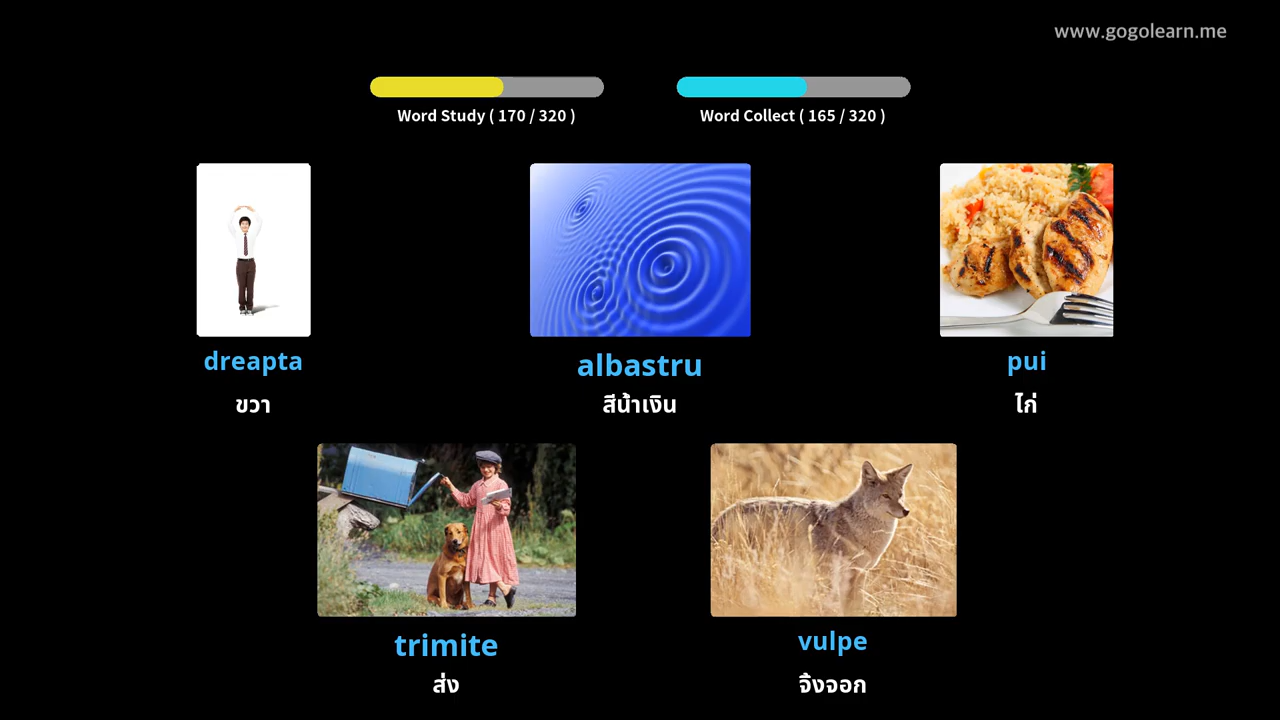 www.gogolearn.me
Word Study ( 170 / 320 )
Word Collect ( 165 / 320 )
dreapta
ขวา
albastru
สีน้ำเงิน
pui
ไก่
trimite
ส่ง
vulpe
จิ้งจอก